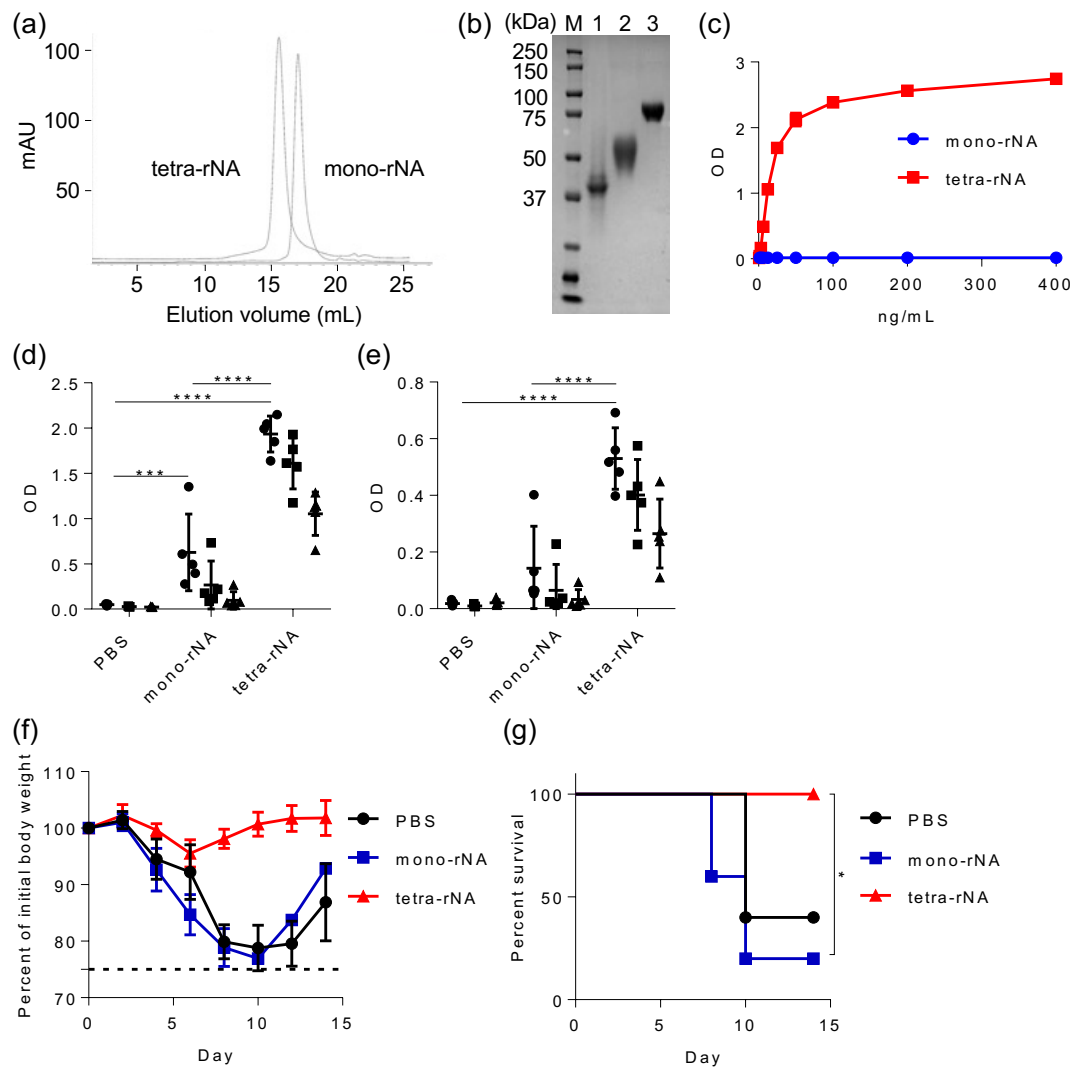 (a)
100
100
50
mAU
tetra-rNA
mono-rNA
5
10
15
20
25
Elution volume (mL)
(b)
(kDa) M 1 2 3
250
150
100
75
50
37
(c)
3
2
1
0
OD
mono-rNA
tetra-rNA
0
100
200
300
400
ng/mL
(d)
2.5
2.0
1.5
1.0
0.5
0.0
OD
****
****
***
PBS
mono-rNA
tetra-rNA
(e)
0.8
0.6
0.4
0.2
0.0
OD
****
****
PBS
mono-rNA
tetra-rNA
(f)
Percent of initial body weight
110
100
90
80
70
0
5
10
15
Day
PBS
mono-rNA
tetra-rNA
(g)
Percent survival
100
50
0
0
5
10
15
Day
PBS
mono-rNA
tetra-rNA
*